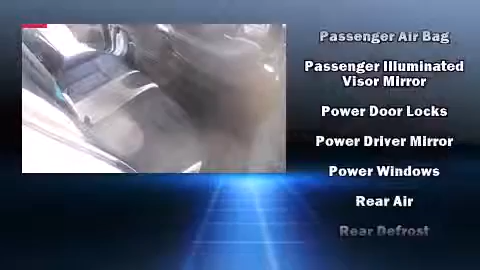 Passenger Air Bag
Passenger Illuminated
Visor Mirror
Power Door Locks
Power Driver Mirror
Power Windows
Rear Air
Rear Defrost